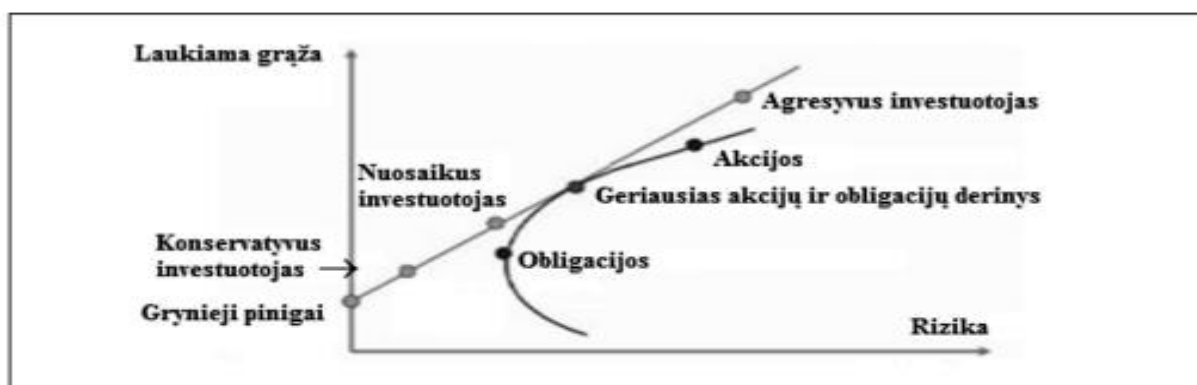 Laukiama grąža
Agresyvus investuotojas
Akcijos
Nuosaikus
investuotojas
Geriausias akcijų ir obligacijų derinys
Konservatyvus
investuotojas
Obligacijos
Grynieji pinigai
Rizika